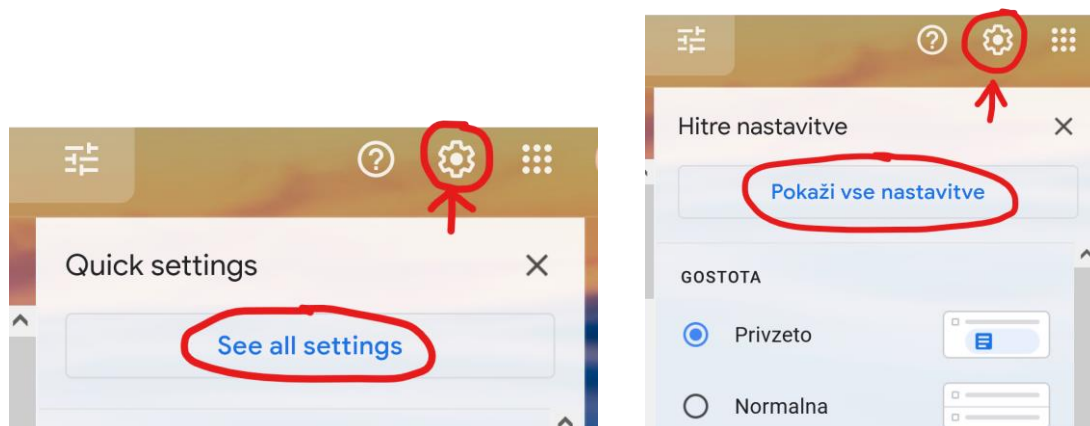 Quick settings
See all settings
Hitre nastavitve
Pokaži vse nastavitve
GOSTOTA
Privzeto
Normalna